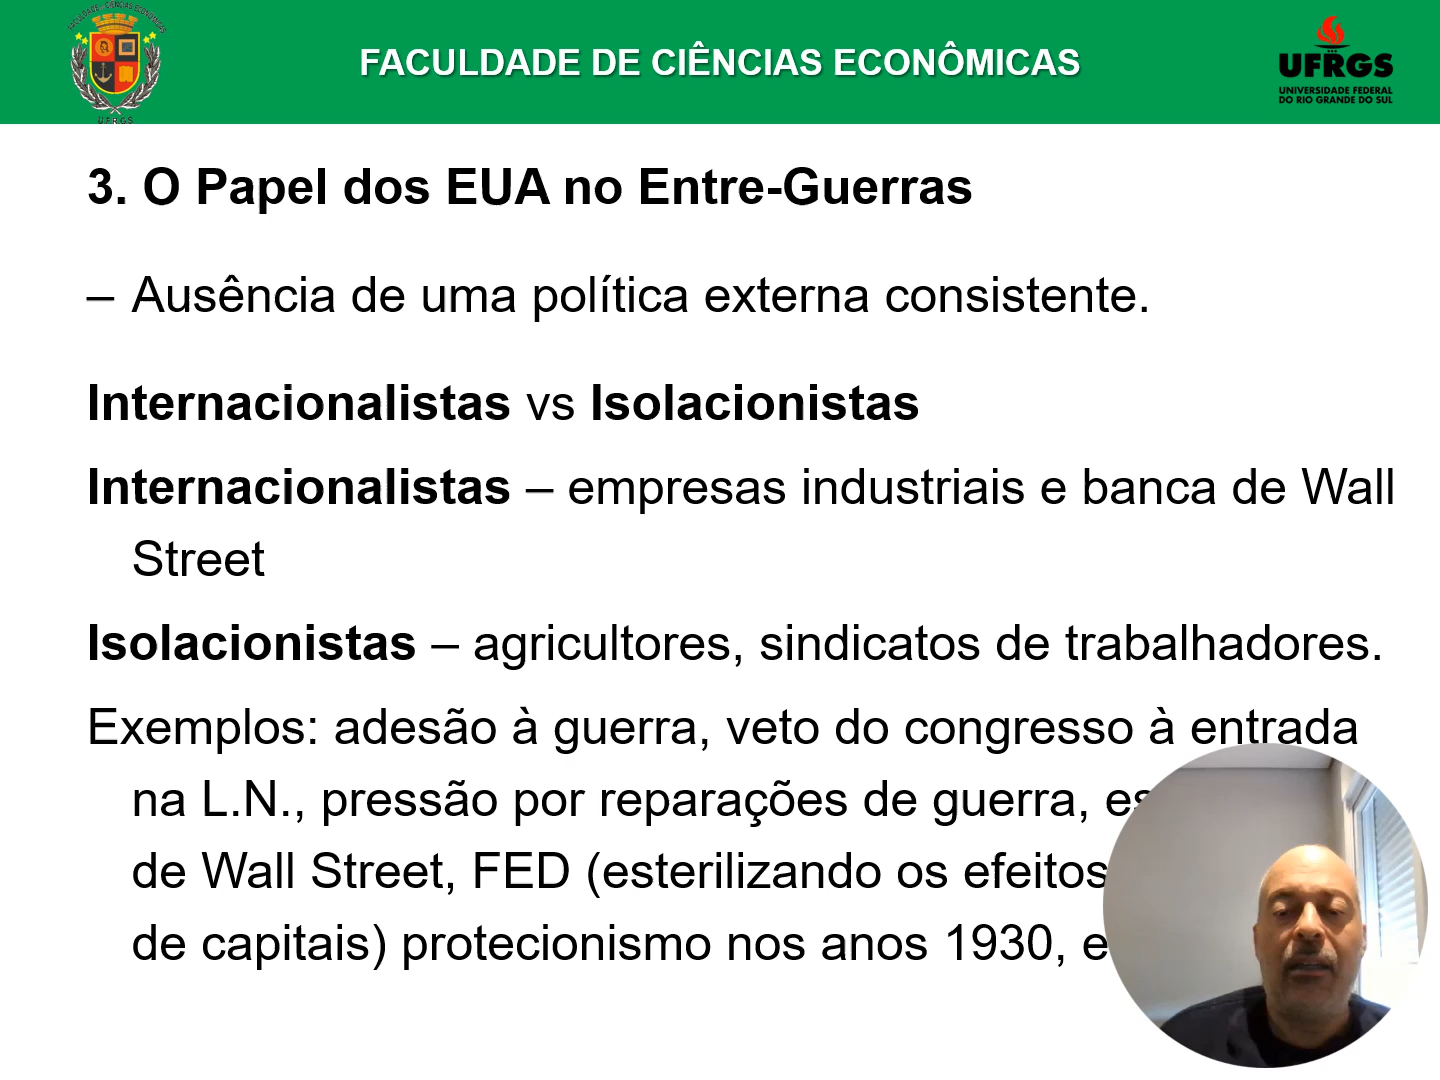 FACULDADE DE CIÊNCIAS ECONÔMICAS
UFRGS
UFRGS
UNIVERSIDADE FEDERAL
DO RIO GRANDE DO SUL
3. O Papel dos EUA no Entre-Guerras
– Ausência de uma política externa consistente.
Internacionalistas vs Isolacionistas
Internacionalistas – empresas industriais e banca de Wall
Street
Isolacionistas – agricultores, sindicatos de trabalhadores.
Exemplos: adesão à guerra, veto do congresso à entrada
na L.N., pressão por reparações de guerra,
de Wall Street, FED (esterilizando os efeitos
de capitais) protecionismo nos anos 1930,